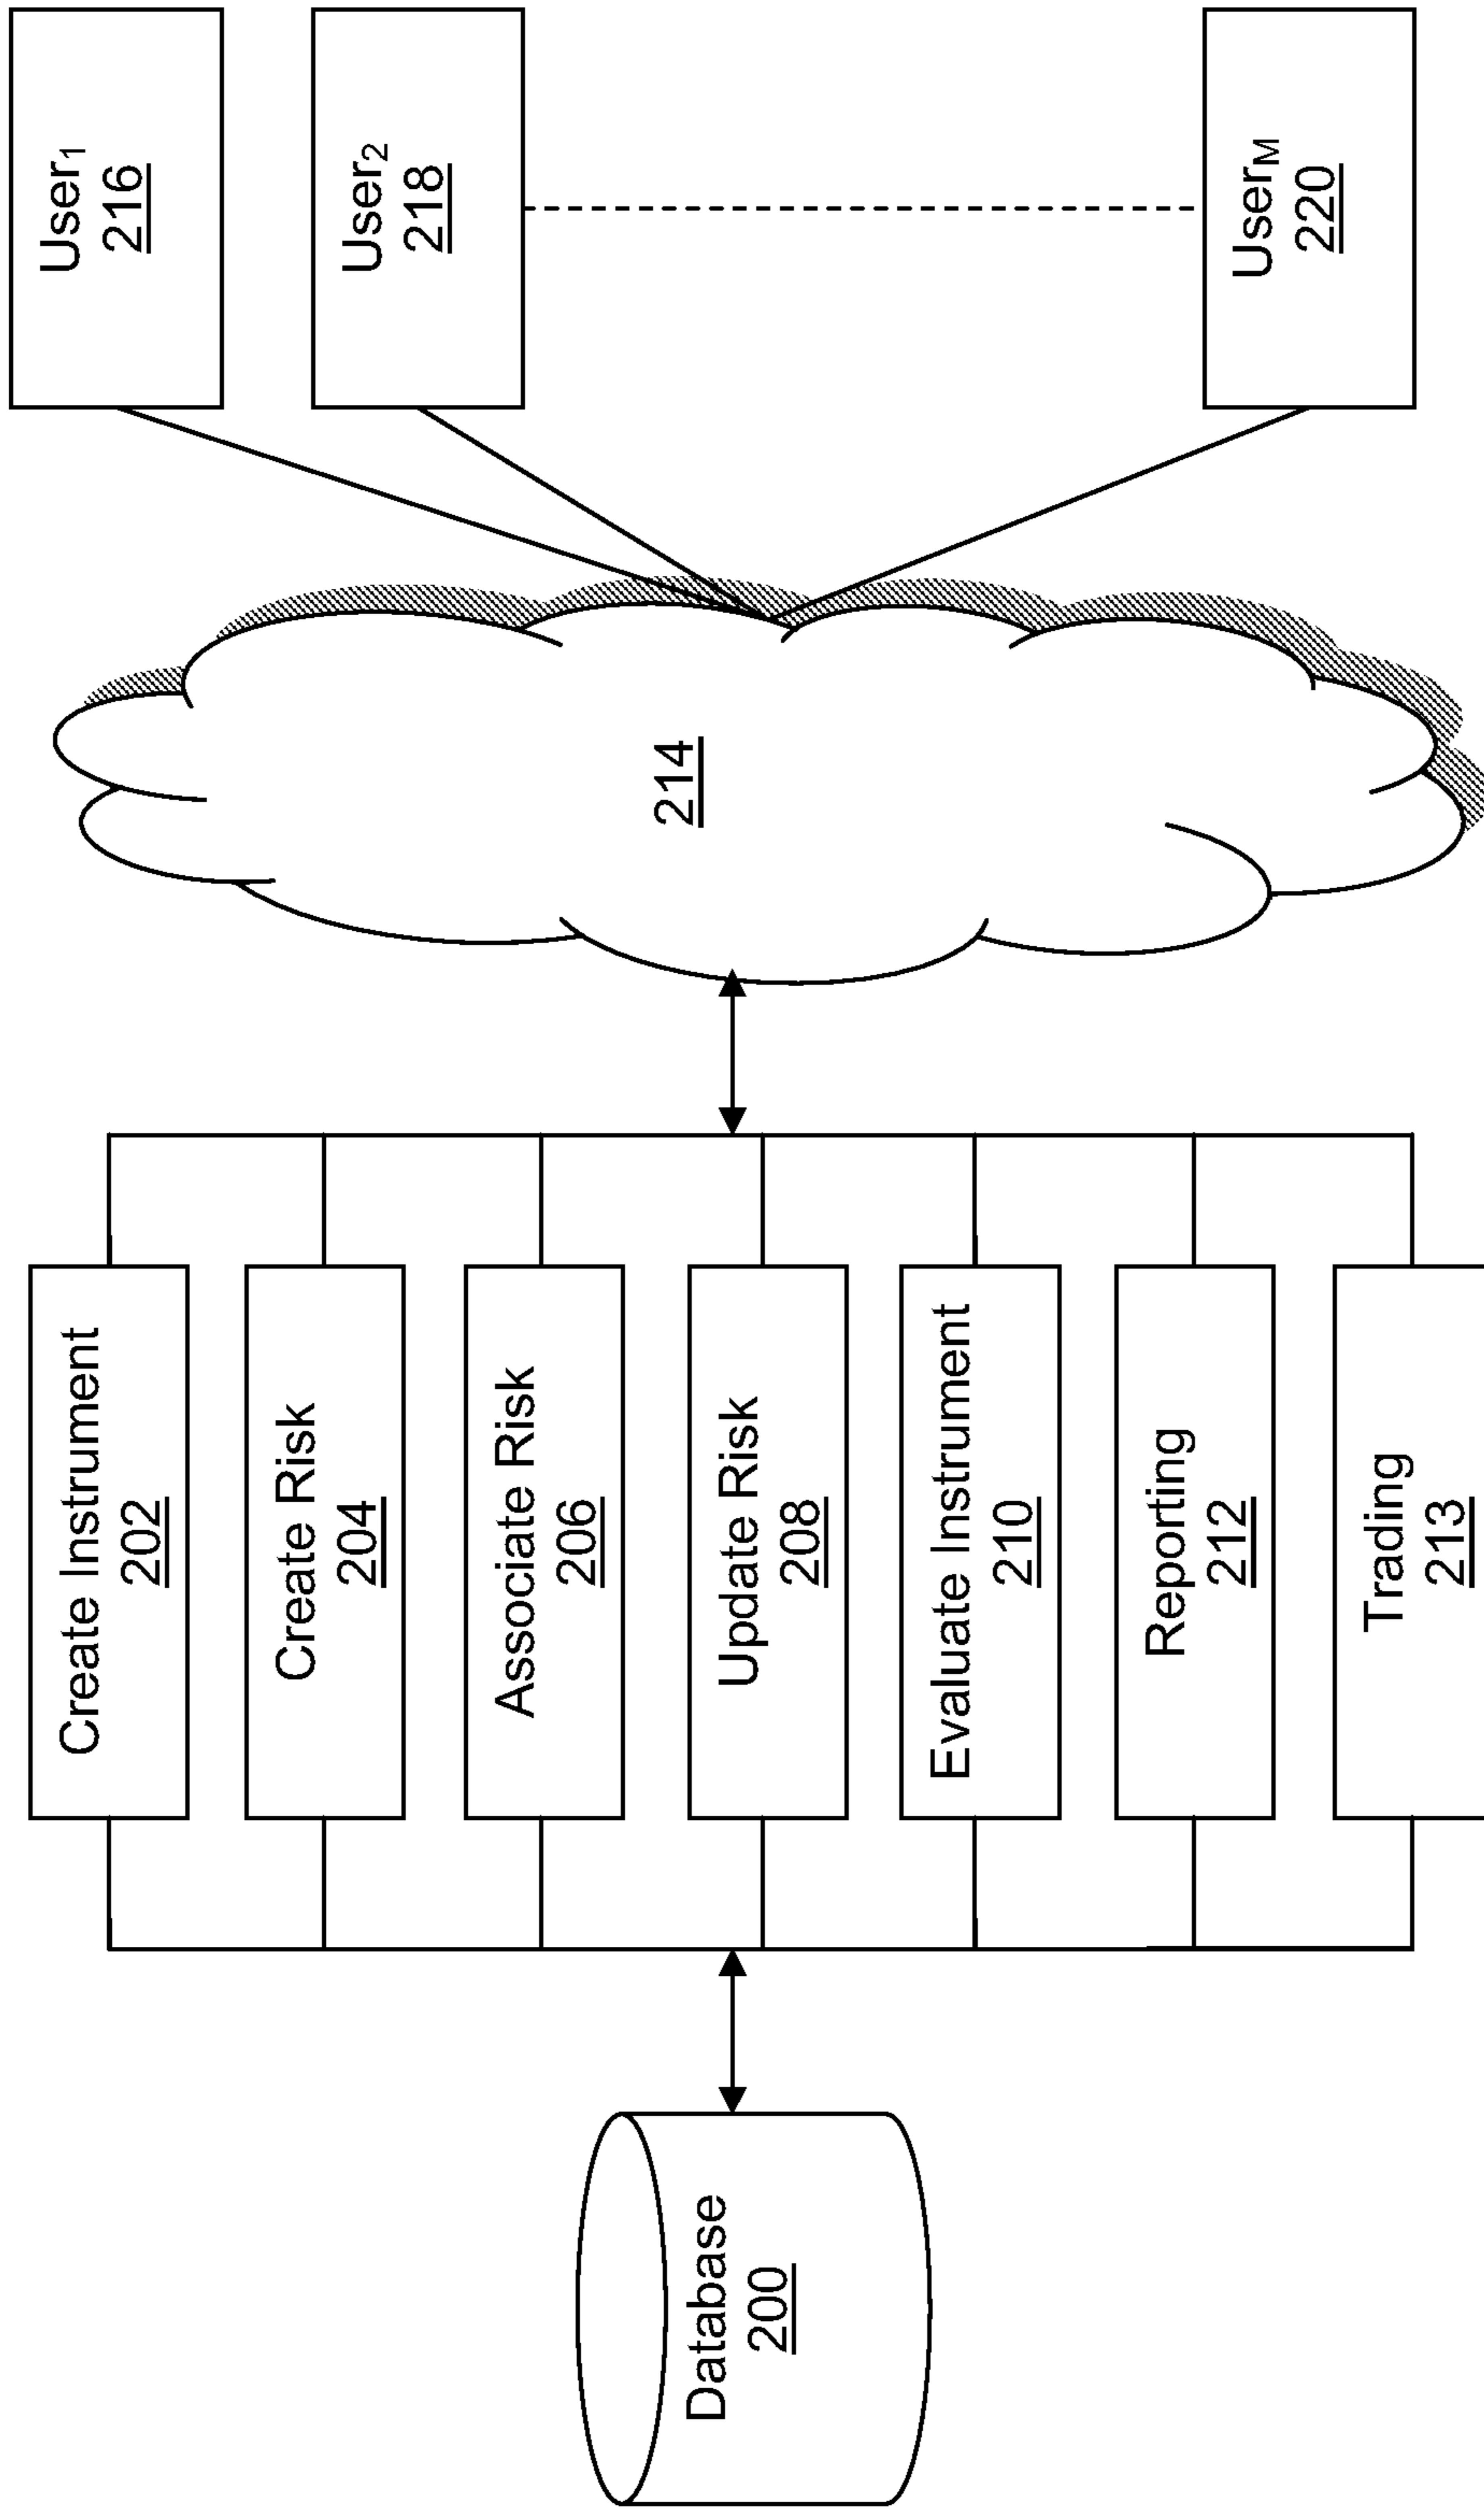 Database
200
Create Instrument
202
Create Risk
204
Associate Risk
206
Update Risk
208
Evaluate Instrument
210
Reporting
212
Trading
213
214
User1
216
User2
218
UserM
220